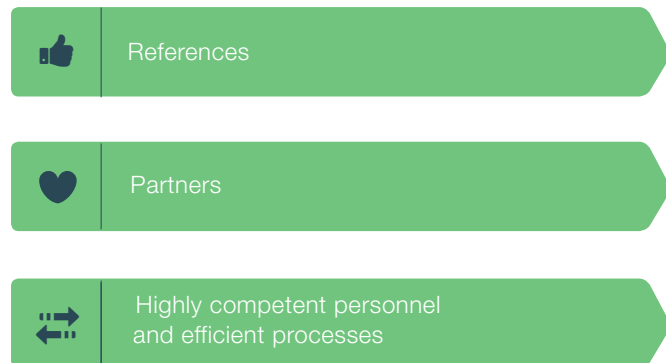 References
Partners
Highly competent personnel
and efficient processes